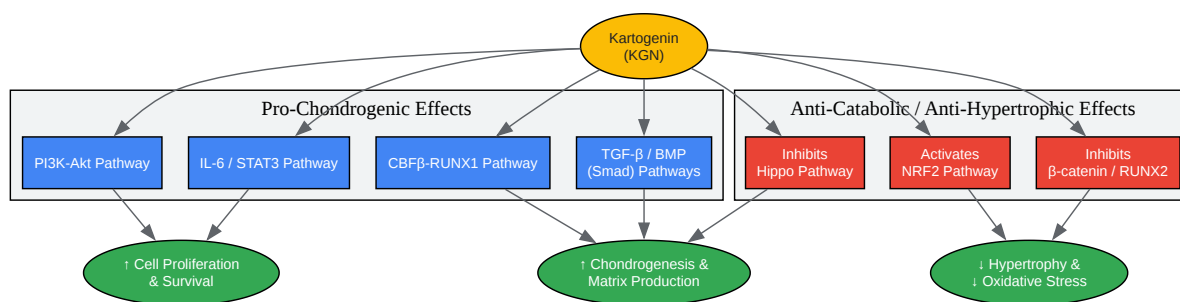 Kartogenin
(KGN)
Pro-Chondrogenic Effects
Anti-Catabolic / Anti-Hypertrophic Effects
PI3K-Akt Pathway
IL-6 / STAT3 Pathway
CBFβ-RUNX1 Pathway
TGF-β / BMP
(Smad) Pathways
Inhibits
Hippo Pathway
Activates
NRF2 Pathway
Inhibits
β-catenin / RUNX2
↑ Cell Proliferation
& Survival
↑ Chondrogenesis &
Matrix Production
↓ Hypertrophy &
↓ Oxidative Stress